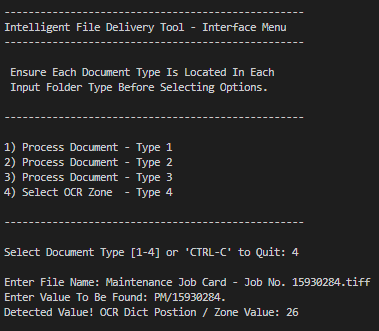 -----------------------------------------------
Intelligent File Delivery Tool - Interface Menu
-----------------------------------------------
Ensure Each Document Type Is Located In Each
Input Folder Type Before Selecting Options.
-----------------------------------------------
1) Process Document - Type 1
2) Process Document - Type 2
3) Process Document - Type 3
4) Select OCR Zone  - Type 4
-----------------------------------------------
Select Document Type [1-4] or 'CTRL-C' to Quit: 4
Enter File Name: Maintenance Job Card - Job No. 15930284.tiff
Enter Value To Be Found: PM/15930284.
Detected Value! OCR Dict Postion / Zone Value: 26